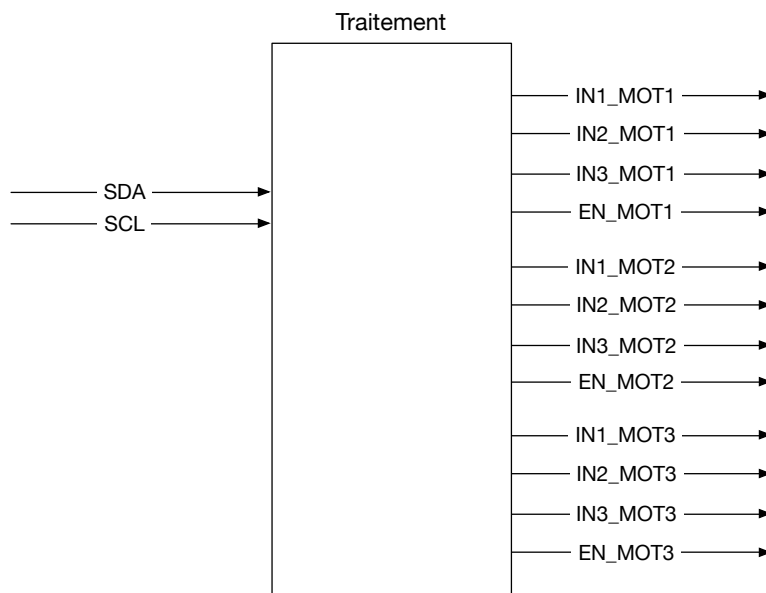 Traitement
SDA
SCL
IN1_MOT1
IN2_MOT1
IN3_MOT1
EN_MOT1
IN1_MOT2
IN2_MOT2
IN3_MOT2
EN_MOT2
IN1_MOT3
IN2_MOT3
IN3_MOT3
EN_MOT3